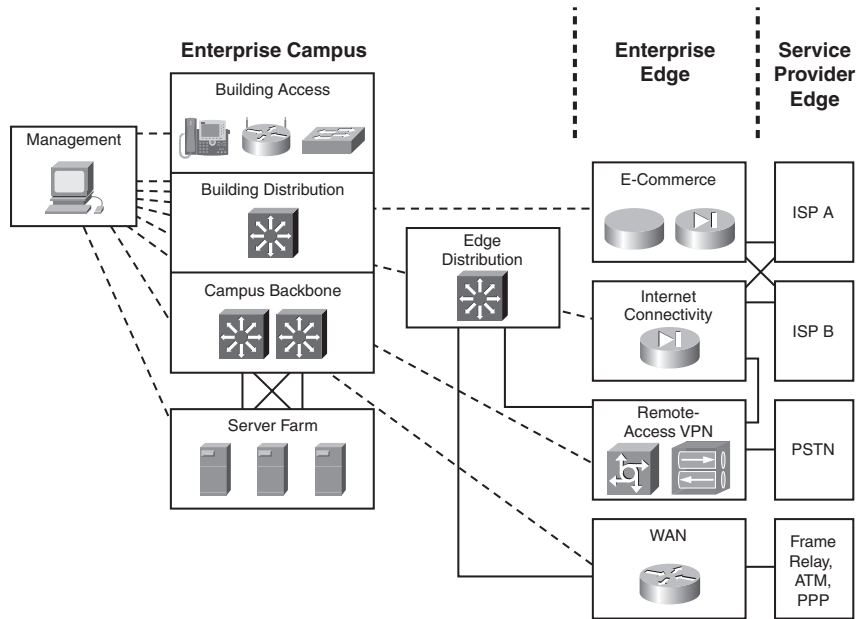 Enterprise Campus
Enterprise
Edge
Service
Provider
Edge
Building Access
Management
Building Distribution
E-Commerce
ISP A
Edge
Distribution
Campus Backbone
Internet
Connectivity
ISP B
Server Farm
Remote-
Access VPN
PSTN
WAN
Frame
Relay,
ATM,
PPP